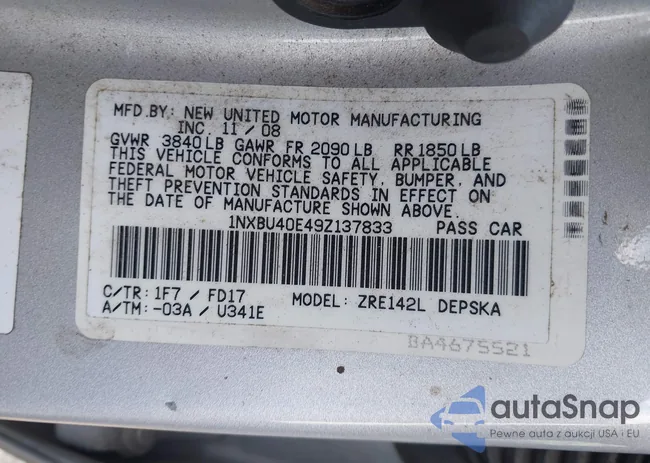 MFD.BY: NEW UNITED MOTOR MANUFACTURING
INC. 11 / 08
GVWR 3840 LB GAWR FR 2090 LB RR 1850 LB
THIS VEHICLE CONFORMS TO ALL APPLICABLE
FEDERAL MOTOR VEHICLE SAFETY, BUMPER, AND
THEFT PREVENTION STANDARDS IN EFFECT ON
THE DATE OF MANUFACTURE SHOWN ABOVE.
1NXBU40E49Z137833 PASS CAR
C/TR: 1F7 / FD17 MODEL: ZRE142L DEPSKA
A/TM: -03A / U341E
BA4675521
autaSnap
Pewne auta z aukcji USA i EU